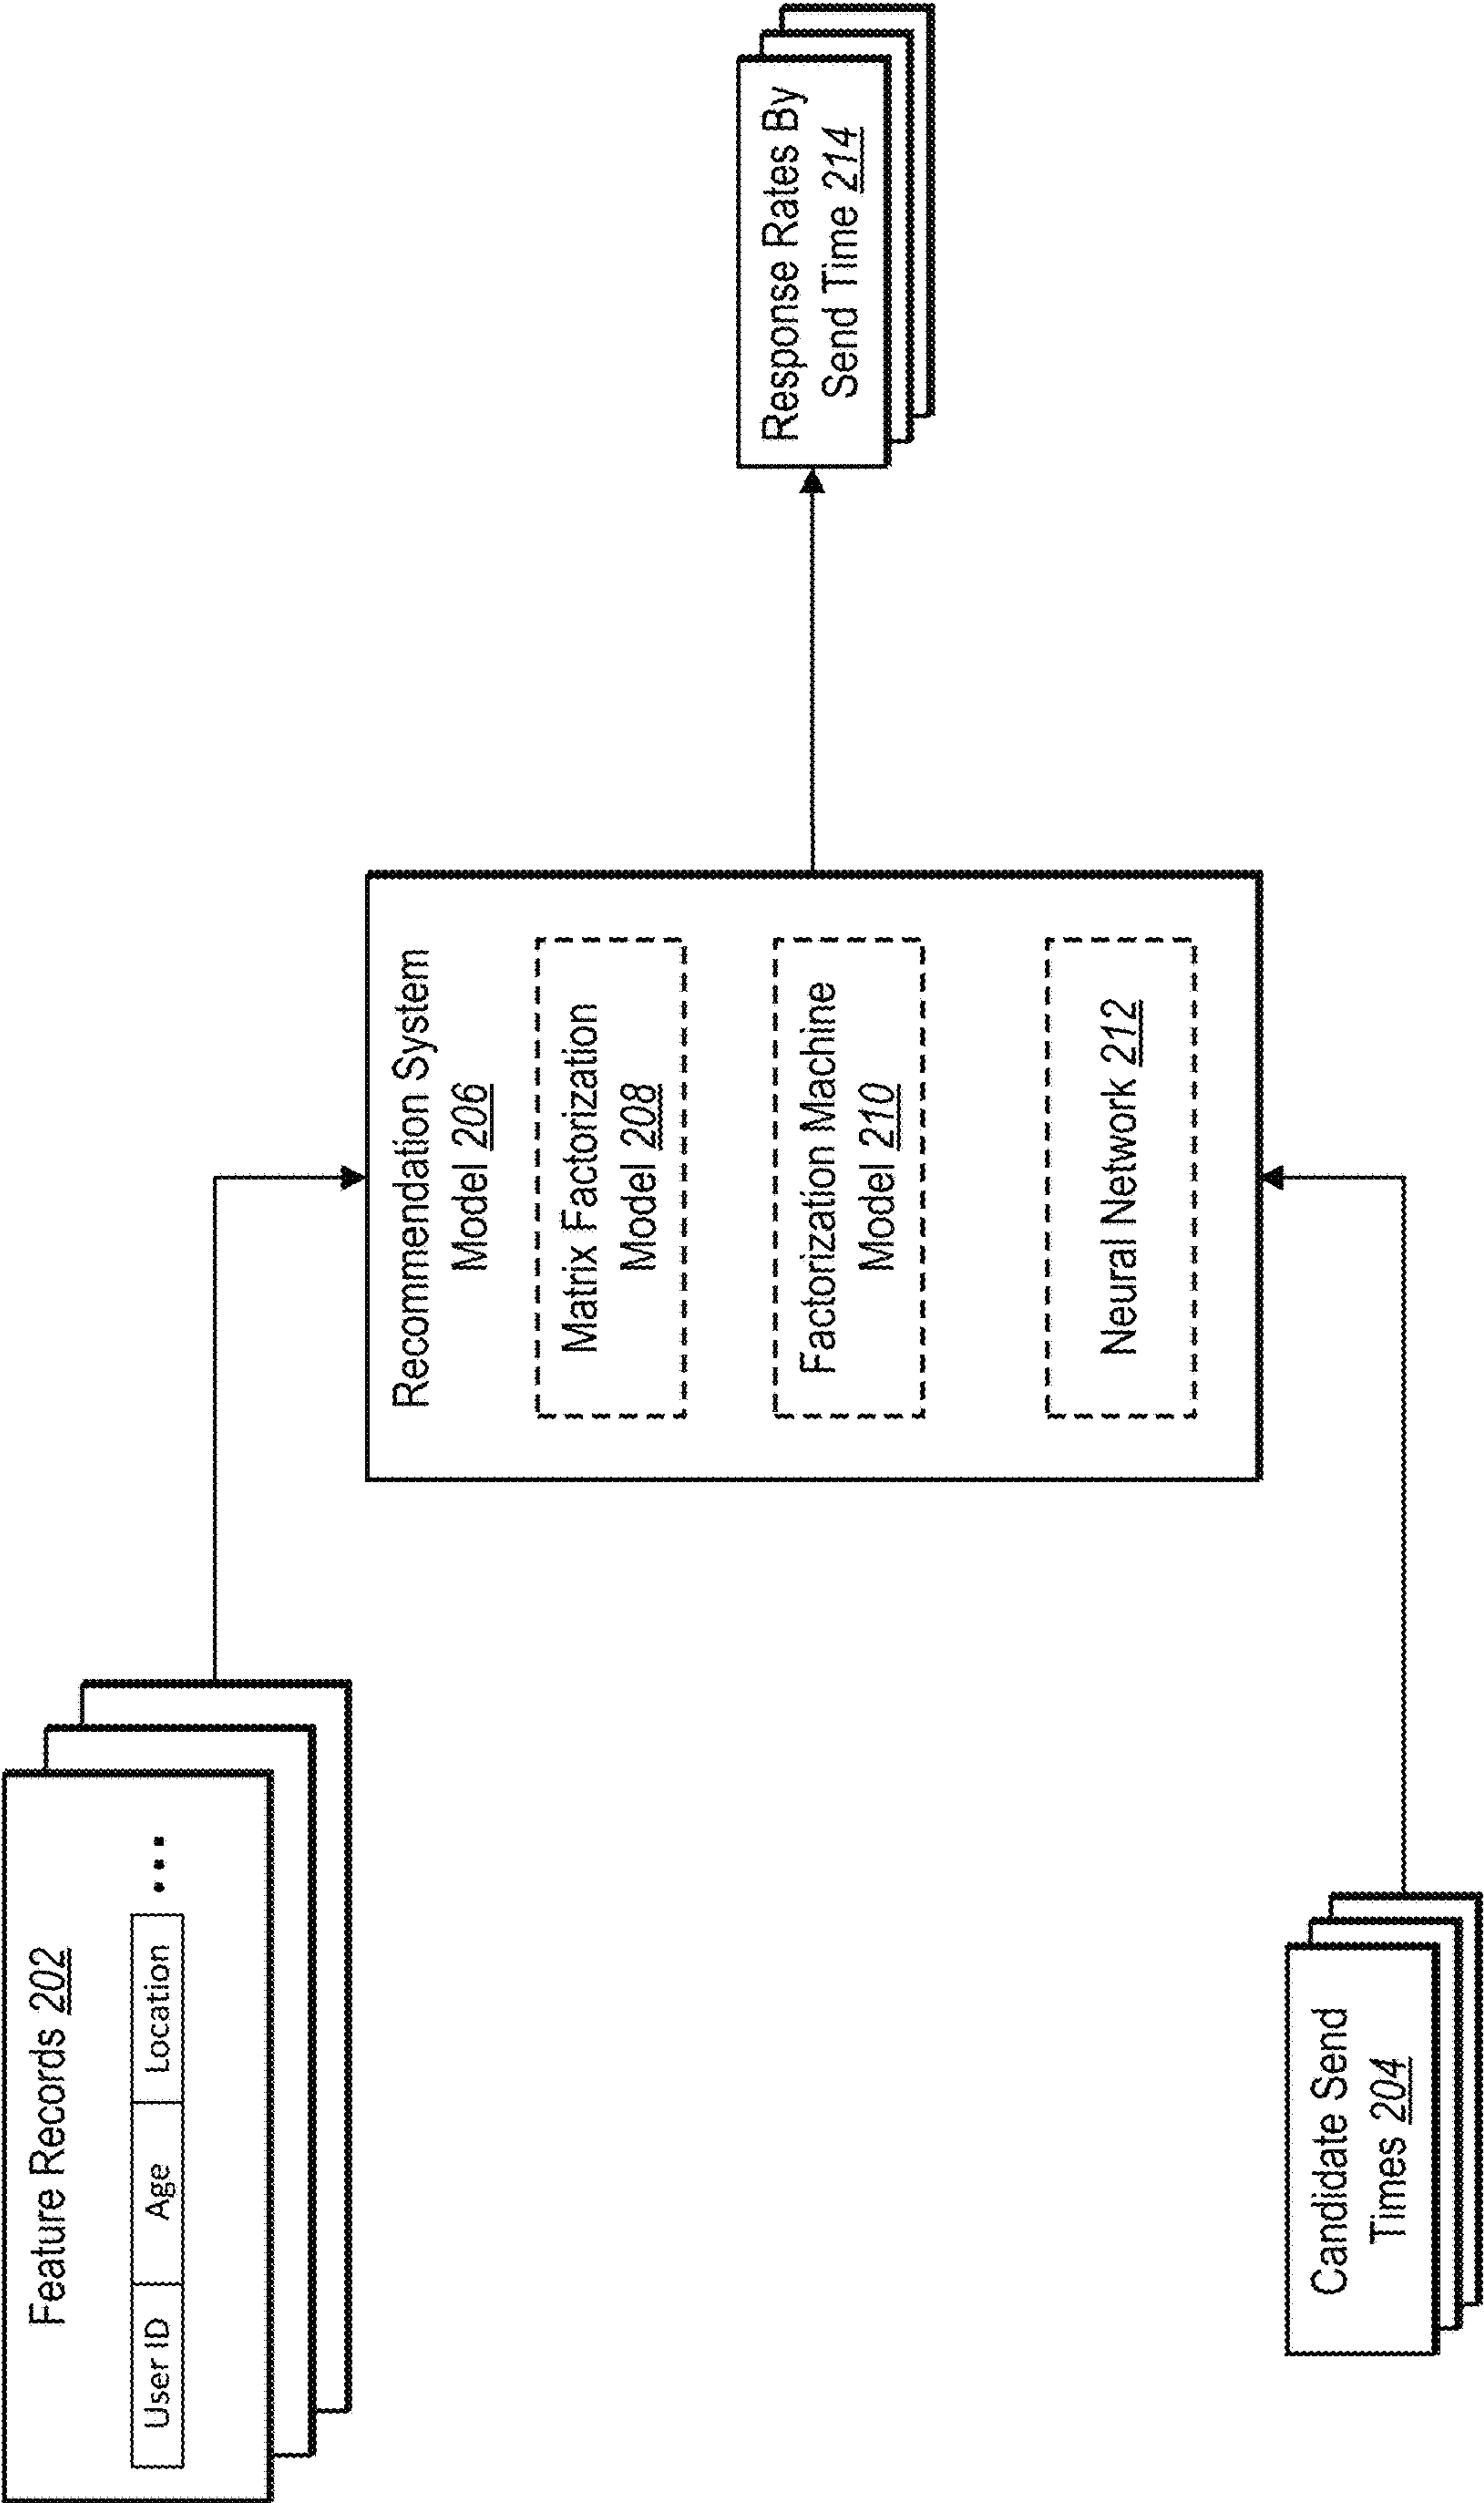 Feature Records 202
User ID Age Location ...
Candidate Send
Times 204
Recommendation System
Model 206
Matrix Factorization
Model 208
Factorization Machine
Model 210
Neural Network 212
Response Rates By
Send Time 214